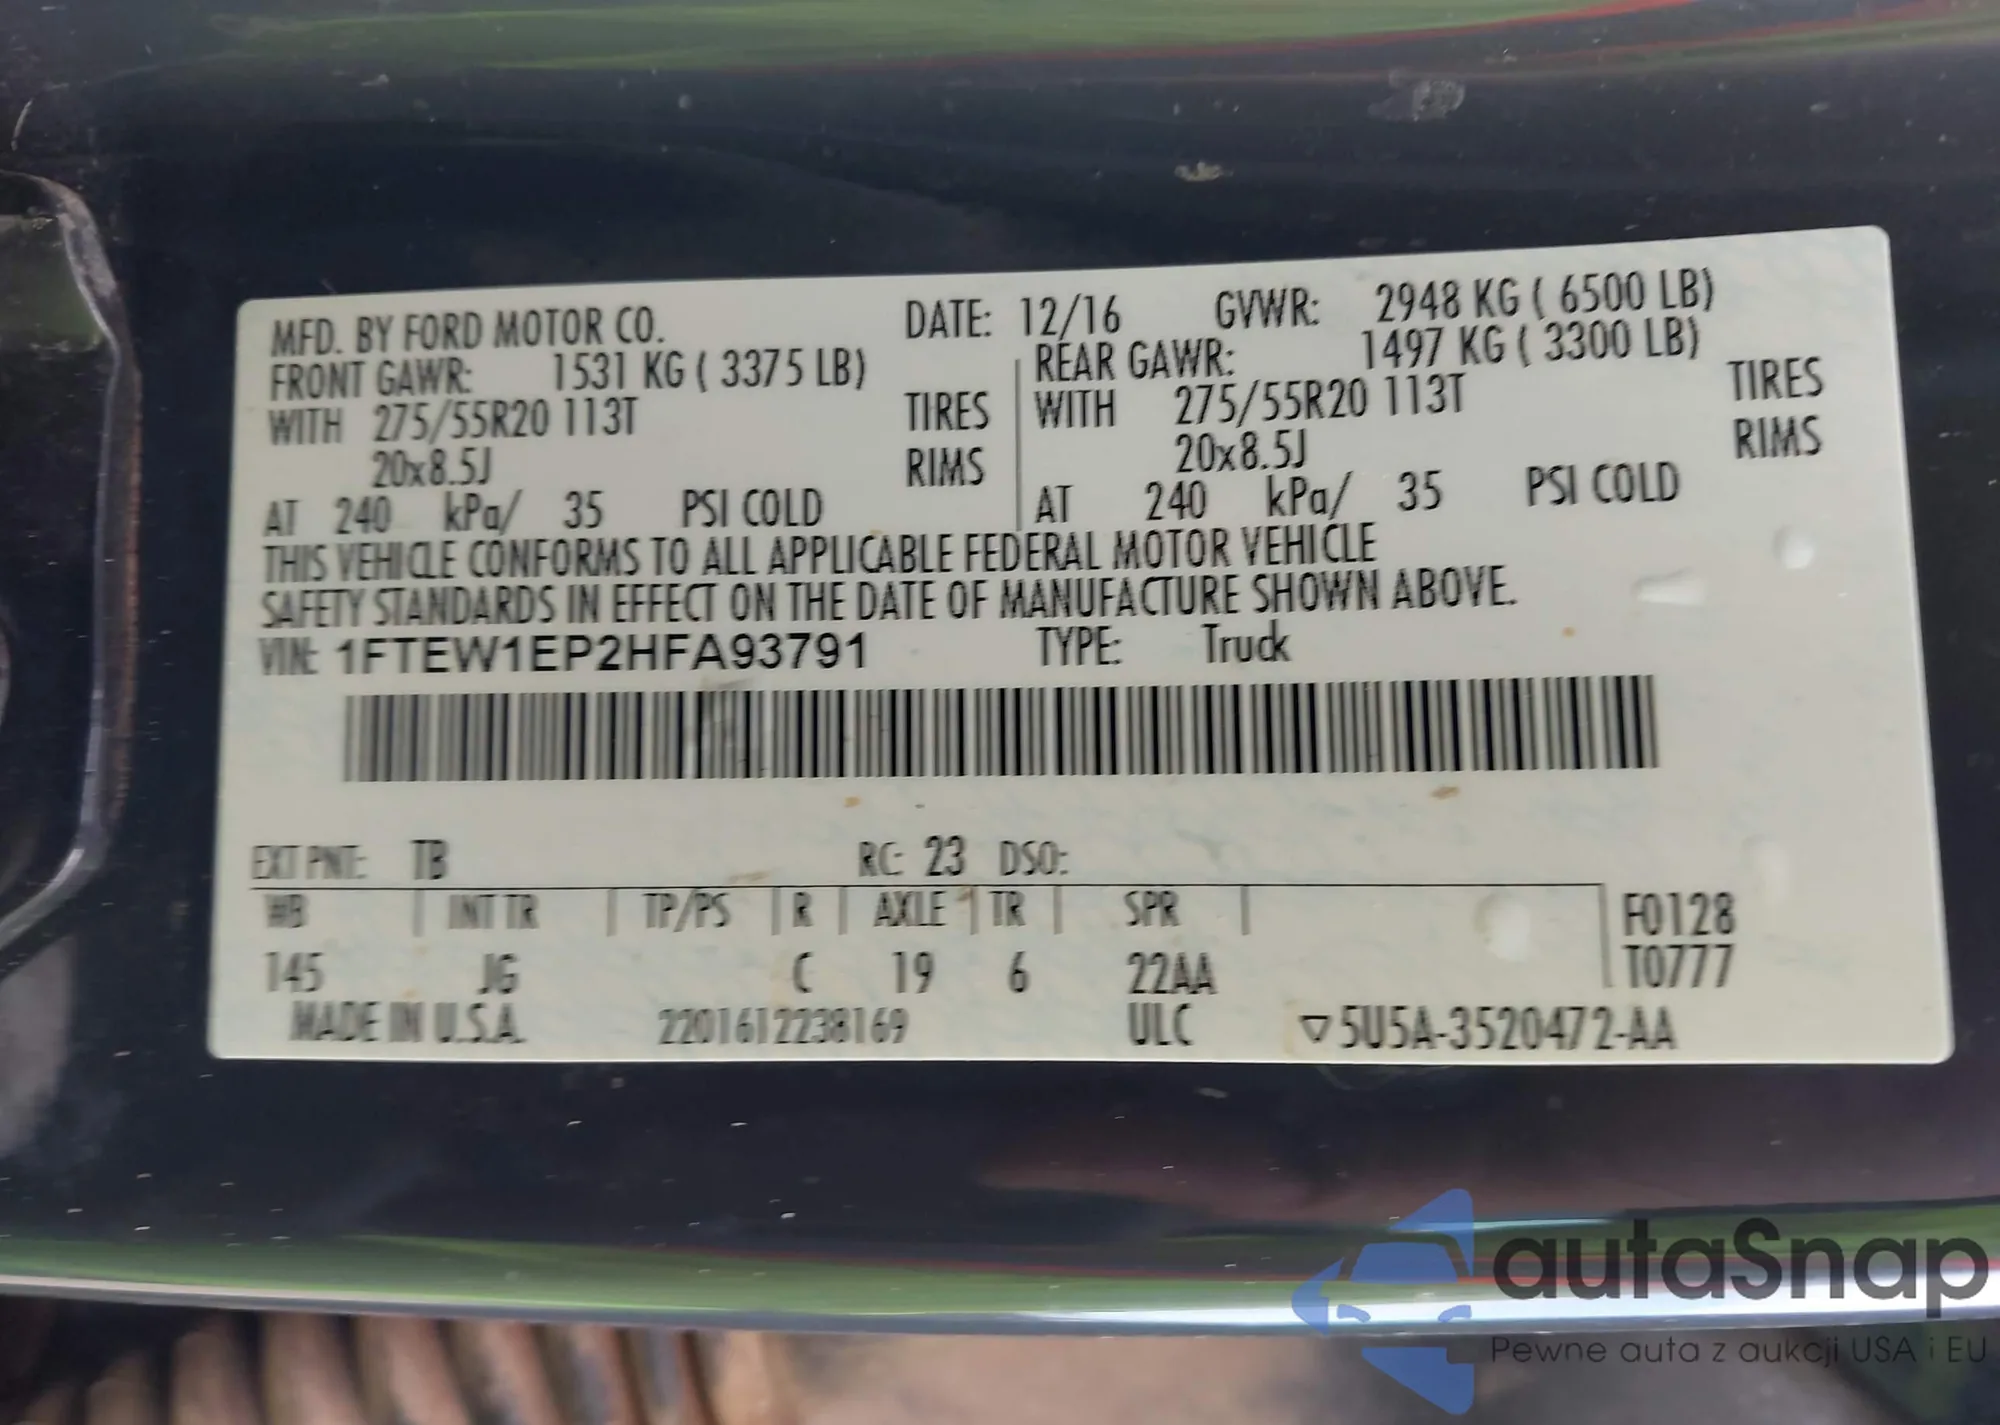 MFD. BY FORD MOTOR CO. DATE: 12/16 GVWR: 2948 KG ( 6500 LB)
FRONT GAWR: 1531 KG ( 3375 LB) REAR GAWR: 1497 KG ( 3300 LB)
WITH 275/55R20 113T TIRES WITH 275/55R20 113T TIRES
20x8.5J RIMS 20x8.5J RIMS
AT 240 kPa/ 35 PSI COLD AT 240 kPa/ 35 PSI COLD
THIS VEHICLE CONFORMS TO ALL APPLICABLE FEDERAL MOTOR VEHICLE
SAFETY STANDARDS IN EFFECT ON THE DATE OF MANUFACTURE SHOWN ABOVE.
VIN: 1FTEW1EP2HFA93791 TYPE: Truck
EXT PNT: TB RC: 23 DSO:
WB INT TR TP/PS R AXLE TR SPR F0128
145 JG C 19 6 22AA T0777
MADE IN U.S.A. 2201612238169 ULC ▽5U5A-3520472-AA
autaSnap
Pewne auta z aukcji USA i EU